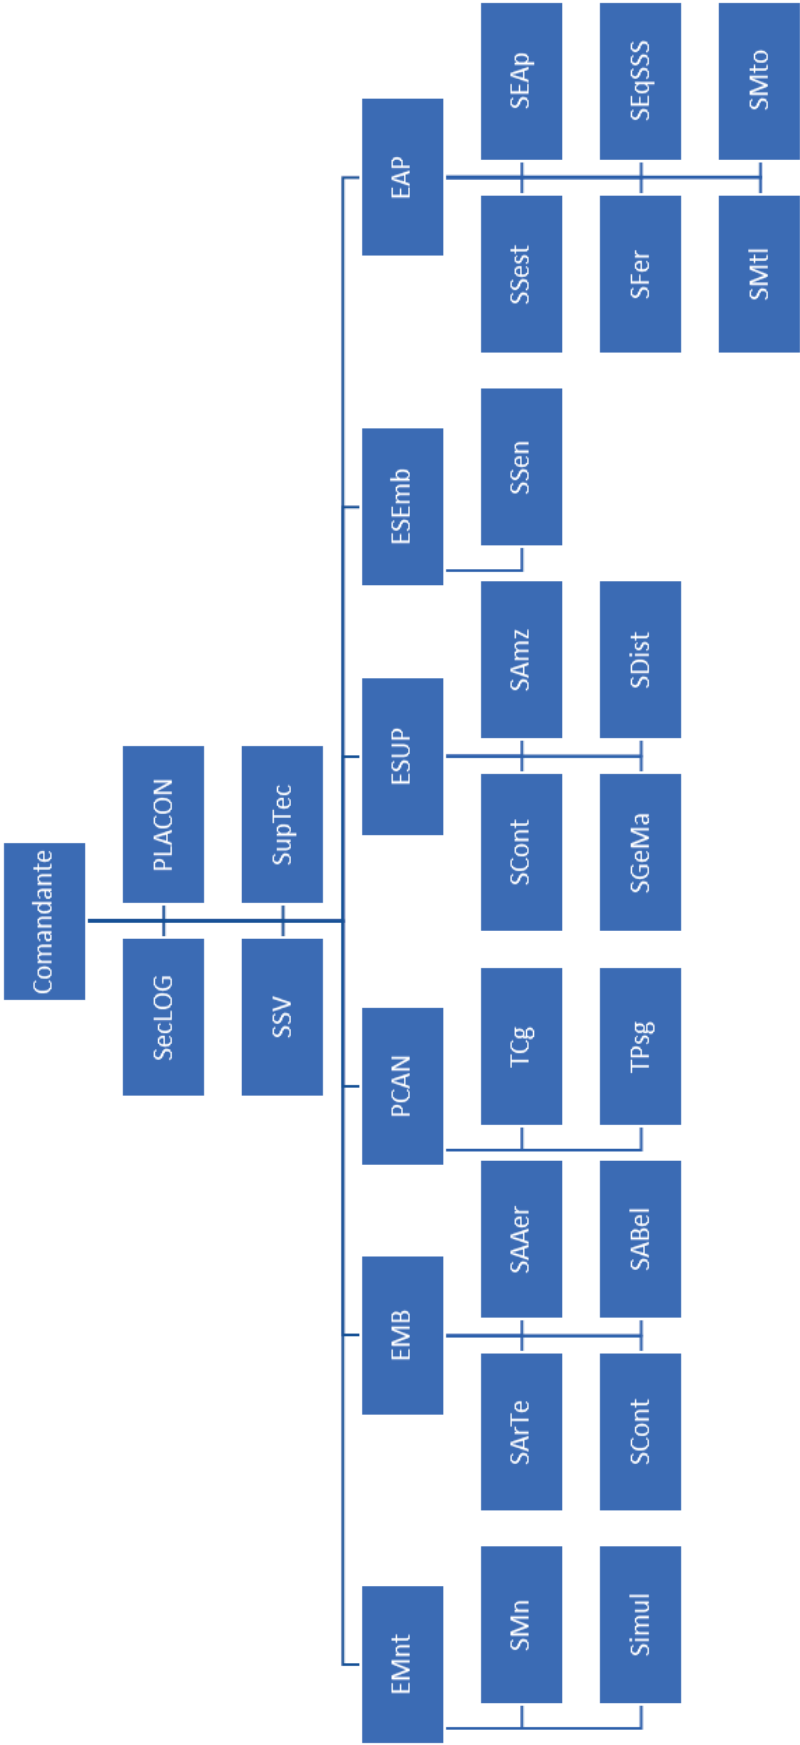 Comandante
SecLOG
PLACON
SSV
SupTec
EMnt
EMB
PCAN
ESUP
ESEmb
EAP
SMn
SArTe
SAAer
TCg
SCont
SAmz
SSen
SSest
SEAp
Simul
SCont
SABel
TPsg
SGeMa
SDist
SFer
SEqSSS
SMtl
SMto